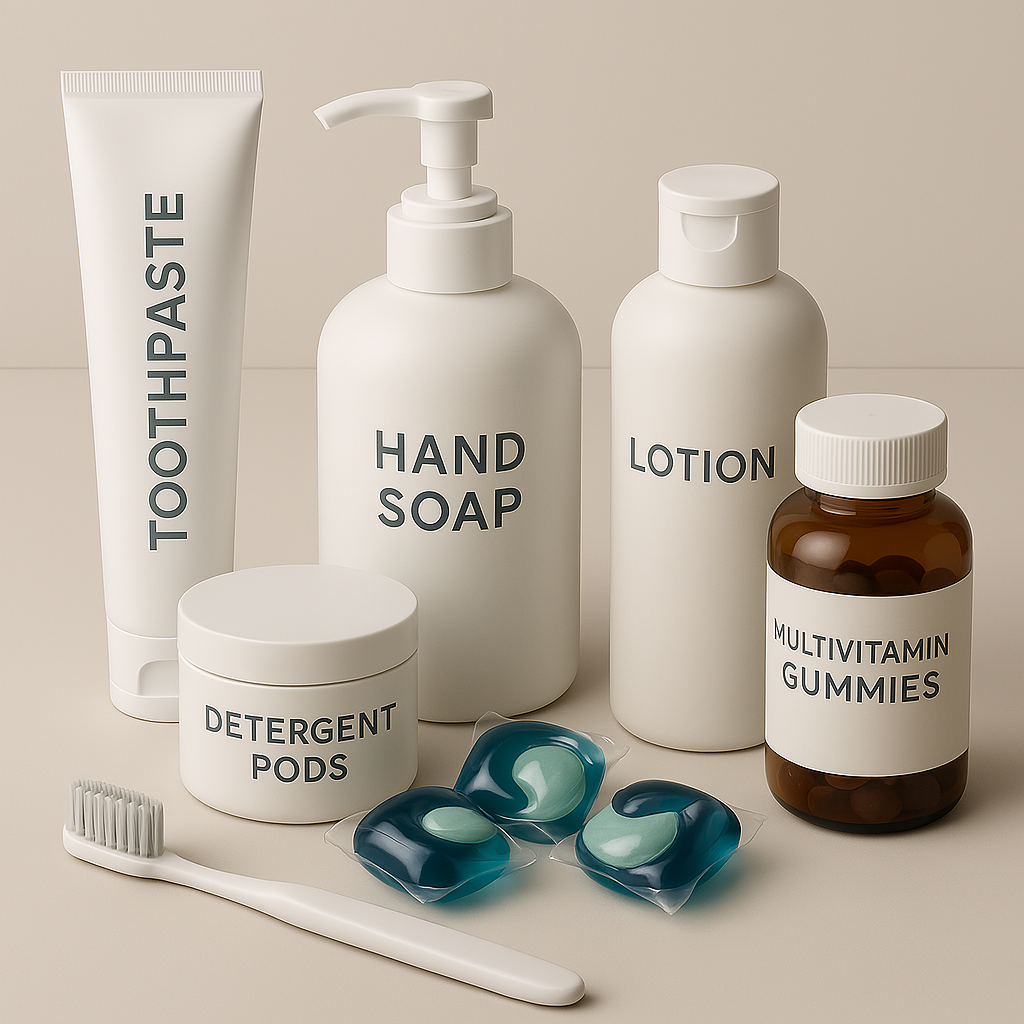 TOOTHPASTE
HAND
SOAP
LOTION
MULTIVITAMIN
GUMMIES
DETERGENT
PODS